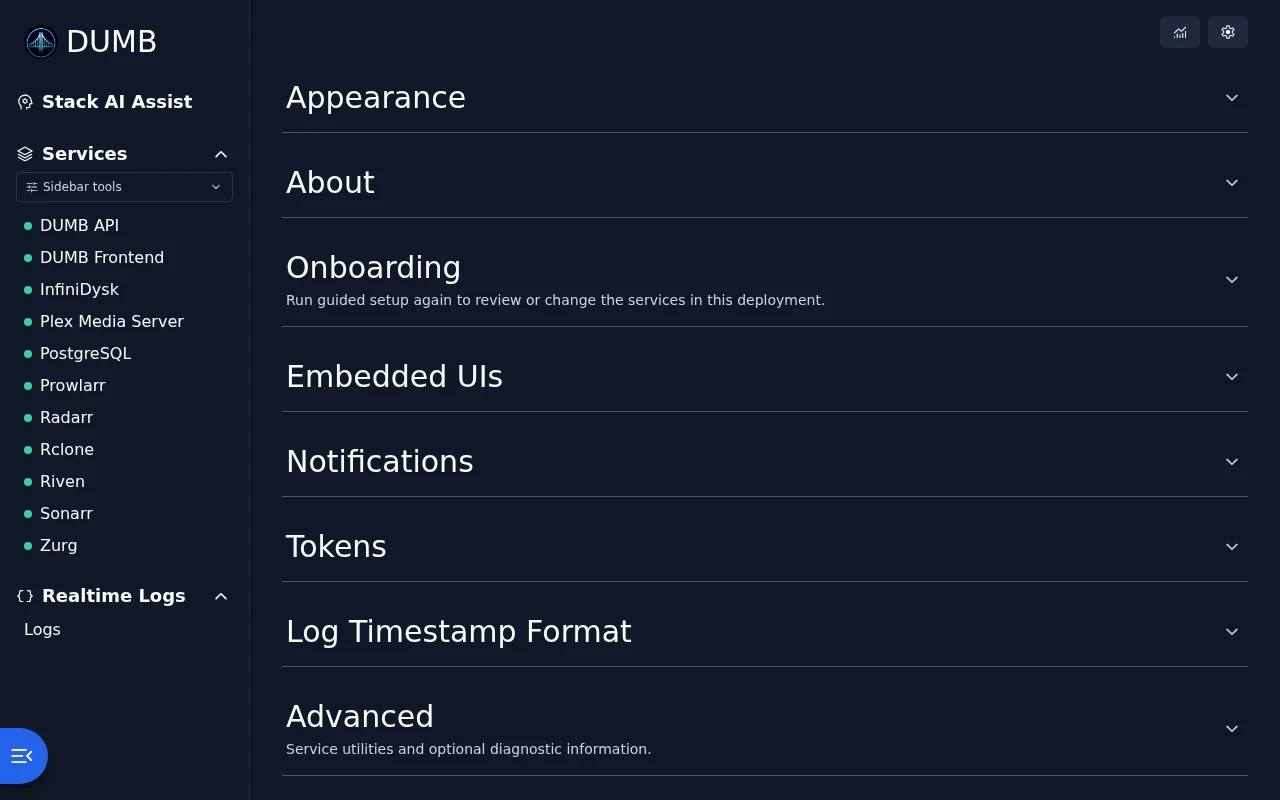 DUMB
Stack AI Assist
Services
Sidebar tools
DUMB API
DUMB Frontend
InfiniDysk
Plex Media Server
PostgreSQL
Prowlarr
Radarr
Rclone
Riven
Sonarr
Zurg
Realtime Logs
Logs
Appearance
About
Onboarding
Run guided setup again to review or change the services in this deployment.
Embedded UIs
Notifications
Tokens
Log Timestamp Format
Advanced
Service utilities and optional diagnostic information.